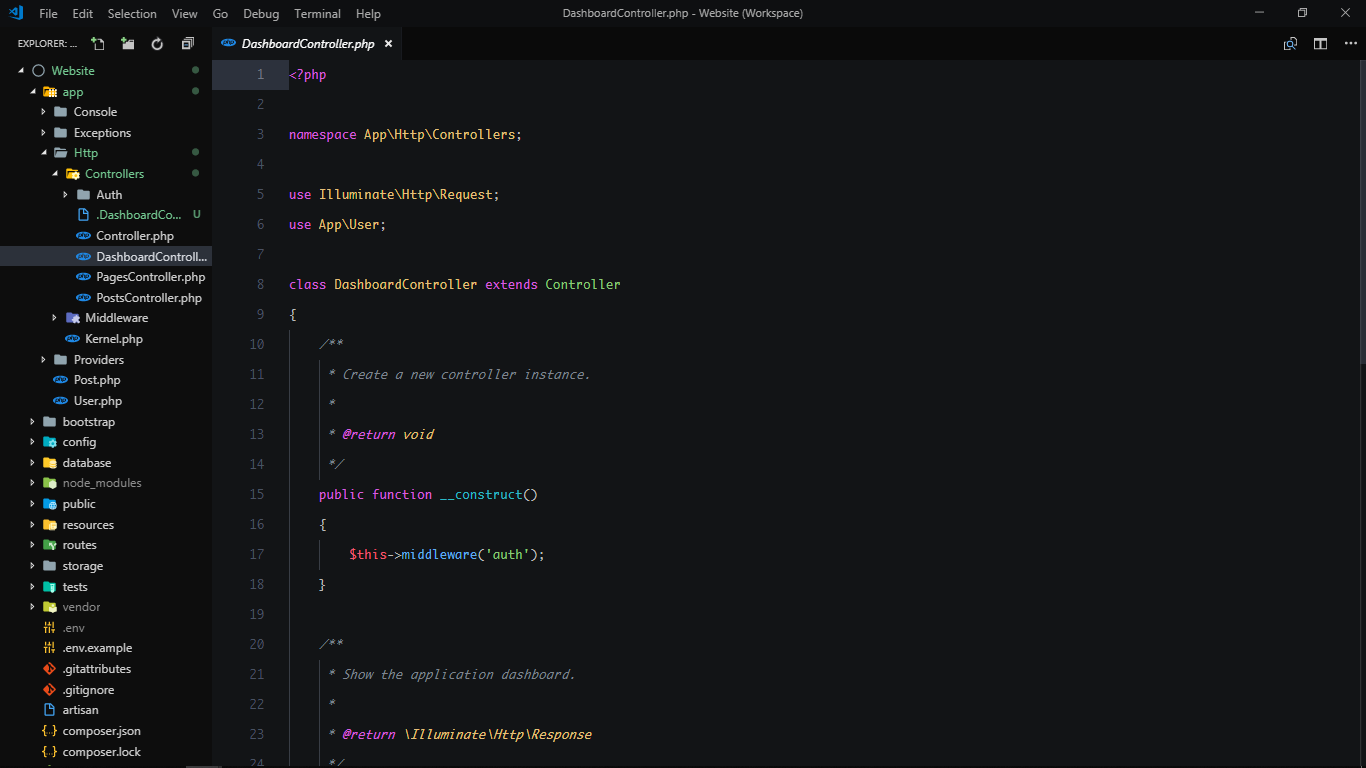 File Edit Selection View Go Debug Terminal Help
DashboardController.php - Website (Workspace)
EXPLORER: ...
Website
app
Console
Exceptions
Http
Controllers
Auth
.DashboardCo... U
Controller.php
DashboardControll...
PagesController.php
PostsController.php
Middleware
Kernel.php
Providers
Post.php
User.php
bootstrap
config
database
node_modules
public
resources
routes
storage
tests
vendor
.env
.env.example
.gitattributes
.gitignore
artisan
composer.json
composer.lock
DashboardController.php
1 <?php
2
3 namespace App\Http\Controllers;
4
5 use Illuminate\Http\Request;
6 use App\User;
7
8 class DashboardController extends Controller
9 {
10 /**
11 * Create a new controller instance.
12 *
13 * @return void
14 */
15 public function __construct()
16 {
17 $this->middleware('auth');
18 }
19
20 /**
21 * Show the application dashboard.
22 *
23 * @return \Illuminate\Http\Response
24 */